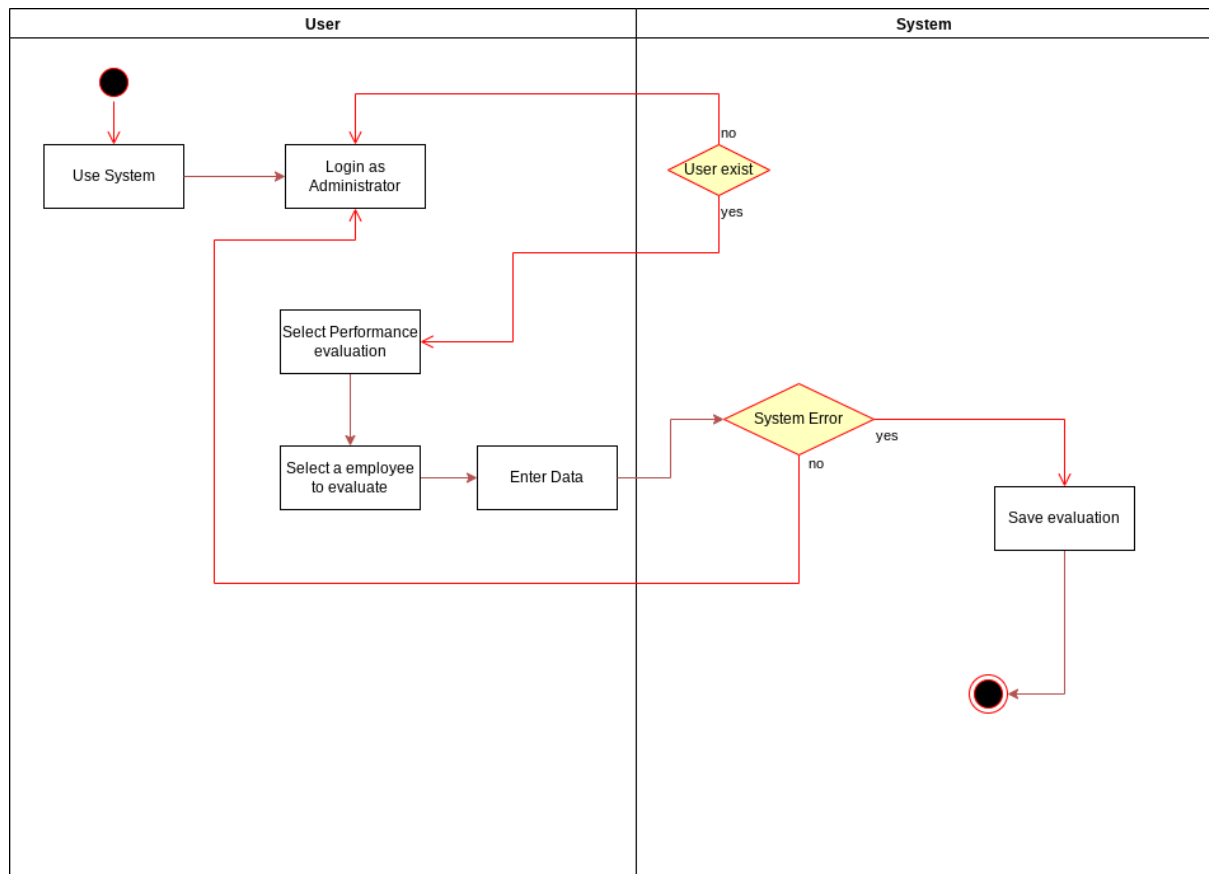 User
System
no
Use System
Login as
Administrator
User exist
yes
Select Performance
evaluation
System Error
yes
no
Select a employee
to evaluate
Enter Data
Save evaluation